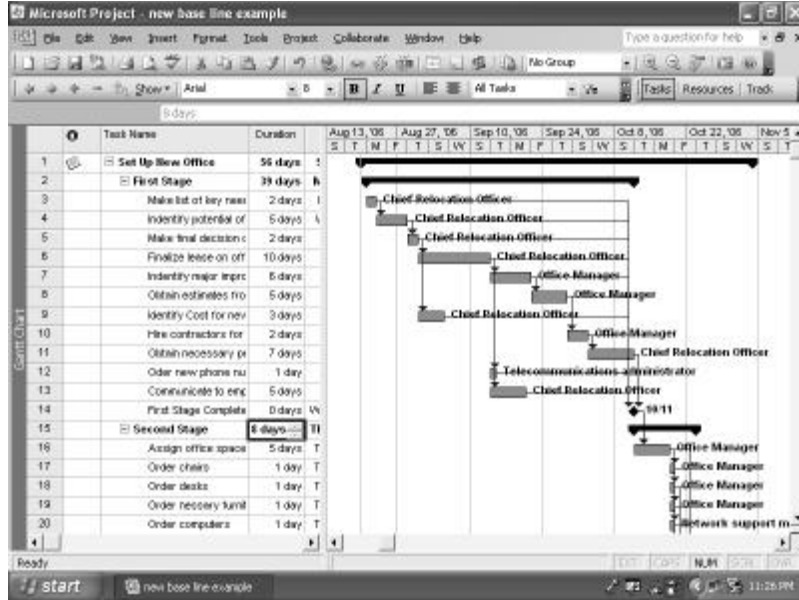 Microsoft Project - new base line example
File Edit View Insert Format Tools Project Collaborate Window Help
Type a question for help
No Group
Show Arial 8 B I U All Tasks Tasks Resources Track
8 days
Task Name Duration Aug 13, '06 Aug 27, '06 Sep 10, '06 Sep 24, '06 Oct 8, '06 Oct 22, '06 Nov 5
S T M F T S W S T M F T S W S T M F T S W S T
1 Set Up New Office 56 days
2 First Stage 39 days
3 Make list of key need 2 days Chief Relocation Officer
4 Indentify potential of 5 days Chief Relocation Officer
5 Make final decision 2 days Chief Relocation Officer
6 Finalize lease on off 10 days Chief Relocation Officer
7 Indentify major impro 6 days Office Manager
8 Obtain estimates fro 5 days Office Manager
9 Identify Cost for new 3 days Chief Relocation Officer
10 Hire contractors for 2 days Office Manager
11 Obtain necessary pe 7 days Chief Relocation Officer
12 Oder new phone nu 1 day Telecommunications administrator
13 Communicate to emp 5 days Chief Relocation Officer
14 First Stage Complete 0 days 10/11
15 Second Stage 8 days
16 Assign office space 5 days T Office Manager
17 Order chairs 1 day T Office Manager
18 Order desks 1 day T Office Manager
19 Order nessery furnit 1 day T Office Manager
20 Order computers 1 day T Network support m
Gantt Chart
Ready EXT CAPS NUM SCRL OVR
start new base line example 11:26 PM